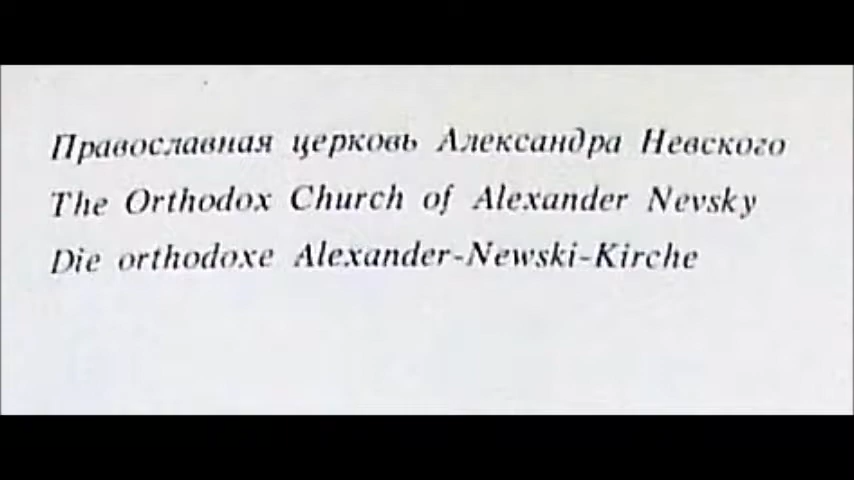 Православная церковь Александра Невского
The Orthodox Church of Alexander Nevsky
Die orthodoxe Alexander-Newski-Kirche